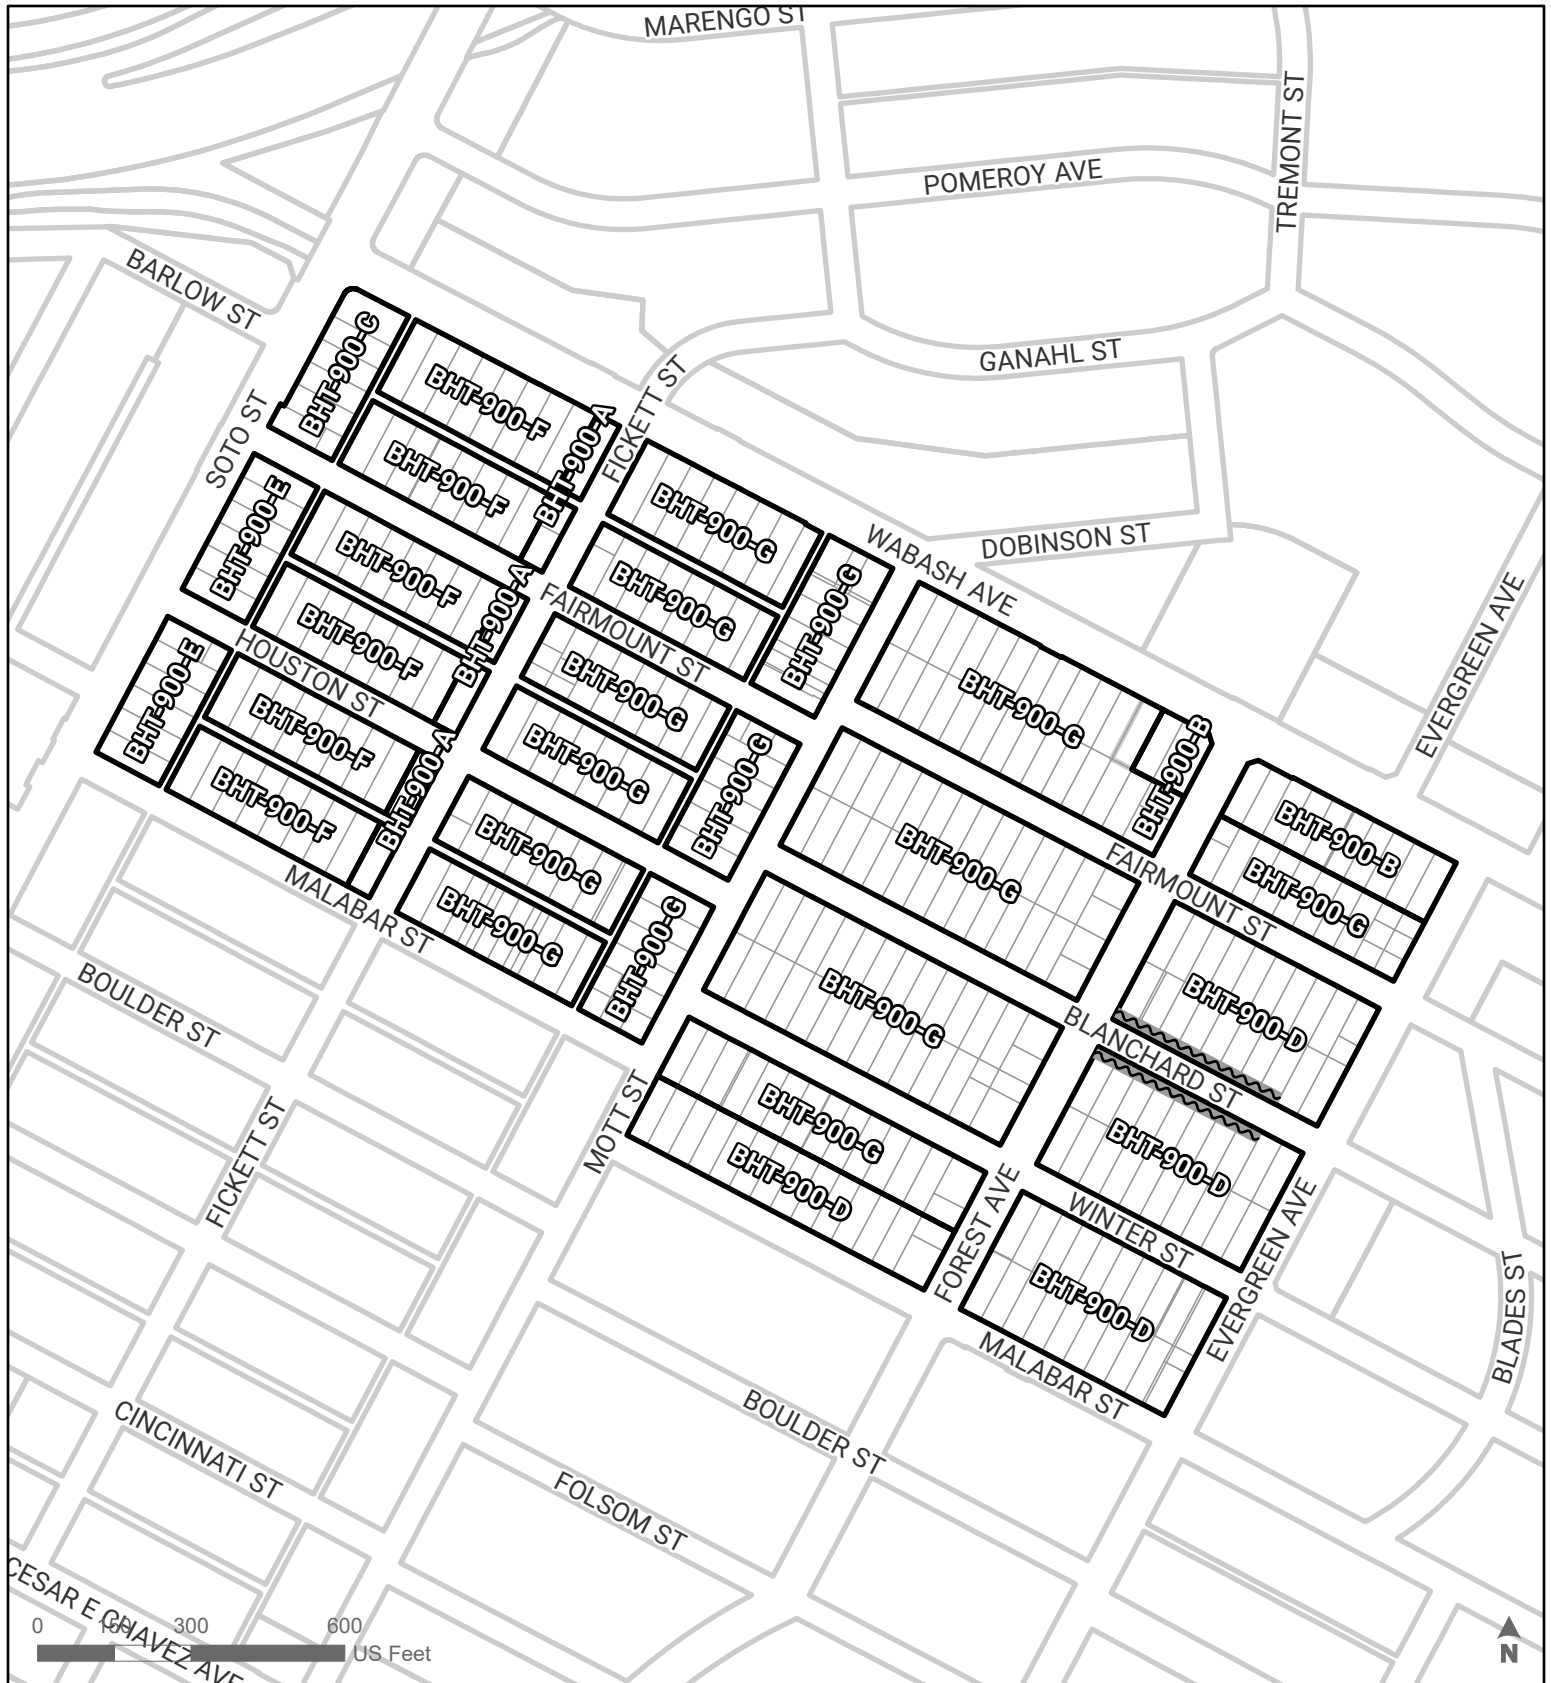 MARENGO ST
TREMONT ST
POMEROY AVE
BARLOW ST
GANAHL ST
FICKETT ST
SOTO ST
WABASH AVE
DOBINSON ST
EVERGREEN AVE
BHT-900-C
BHT-900-F
BHT-900-A
BHT-900-F
BHT-900-G
BHT-900-E
BHT-900-F
BHT-900-G
BHT-900-G
BHT-900-A
FAIRMOUNT ST
BHT-900-F
BHT-900-G
BHT-900-G
BHT-900-B
HOUSTON ST
BHT-900-E
BHT-900-F
BHT-900-G
BHT-900-G
BHT-900-A
BHT-900-F
BHT-900-G
BHT-900-G
FAIRMOUNT ST
BHT-900-B
BHT-900-G
MALABAR ST
BHT-900-G
BHT-900-G
BHT-900-G
BHT-900-D
BOULDER ST
BLANCHARD ST
BHT-900-G
BHT-900-D
BHT-900-D
MOTT ST
FICKETT ST
FOREST AVE
WINTER ST
EVERGREEN AVE
BHT-900-D
BLADES ST
MALABAR ST
BOULDER ST
CINCINNATI ST
FOLSOM ST
CESAR E CHAVEZ AVE
0 150 300 600
US Feet
N